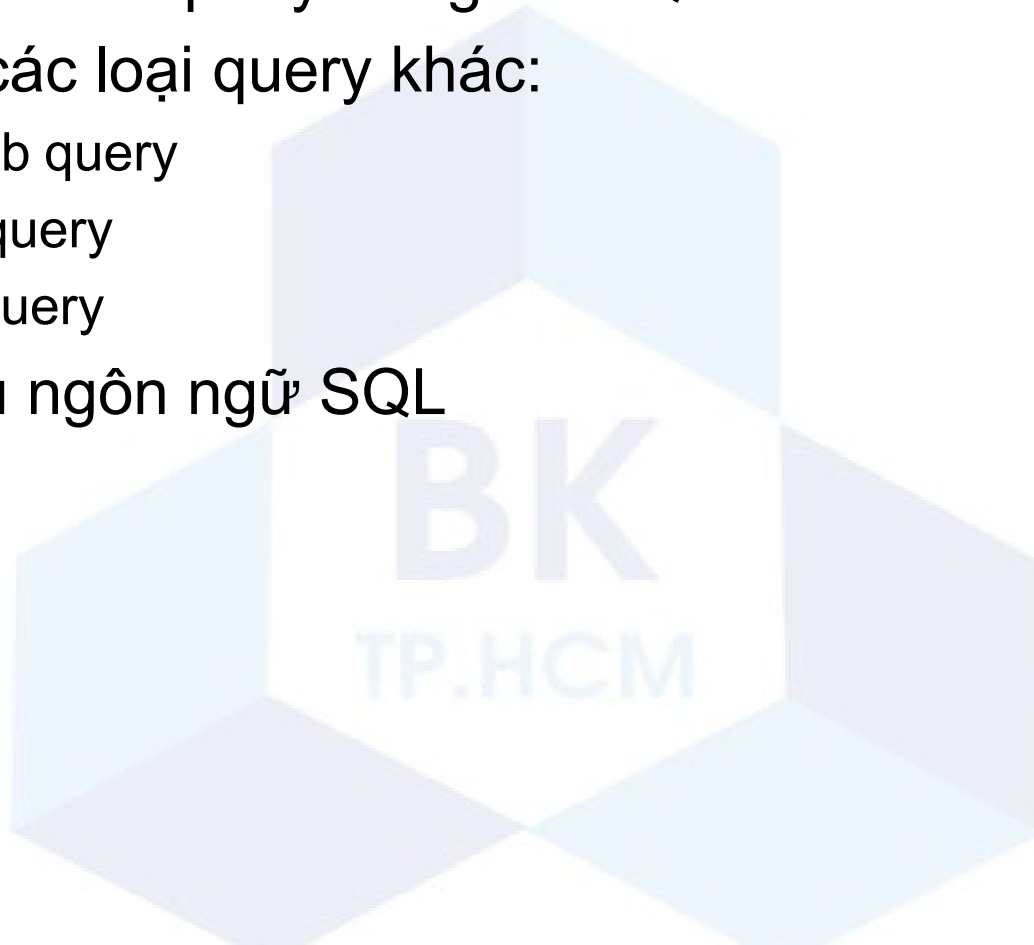 các loại query khác:
b query
query
uery
ngôn ngữ SQL
BK
TP.HCM